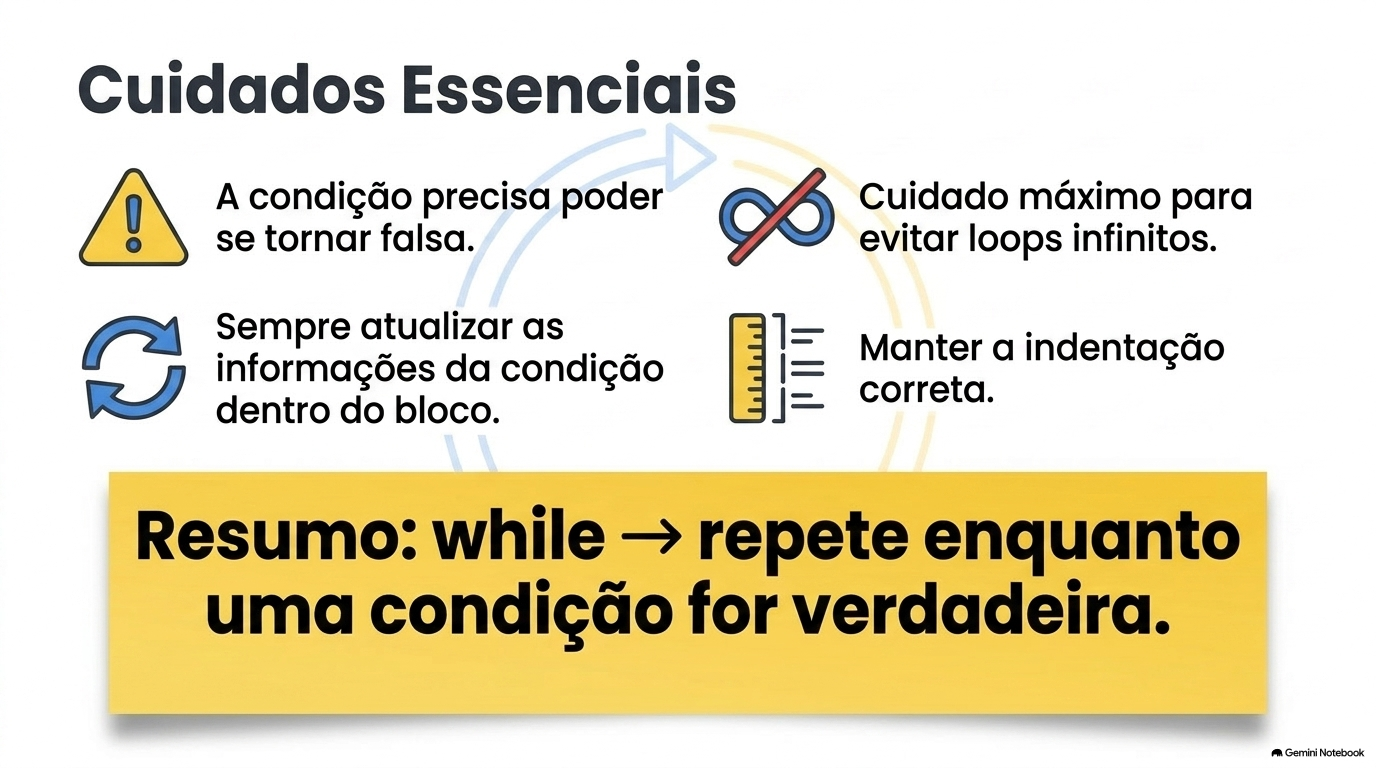 Cuidados Essenciais
A condição precisa poder
se tornar falsa.
Cuidado máximo para
evitar loops infinitos.
Sempre atualizar as
informações da condição
dentro do bloco.
Manter a indentação
correta.
Resumo: while → repete enquanto
uma condição for verdadeira.
Gemini Notebook